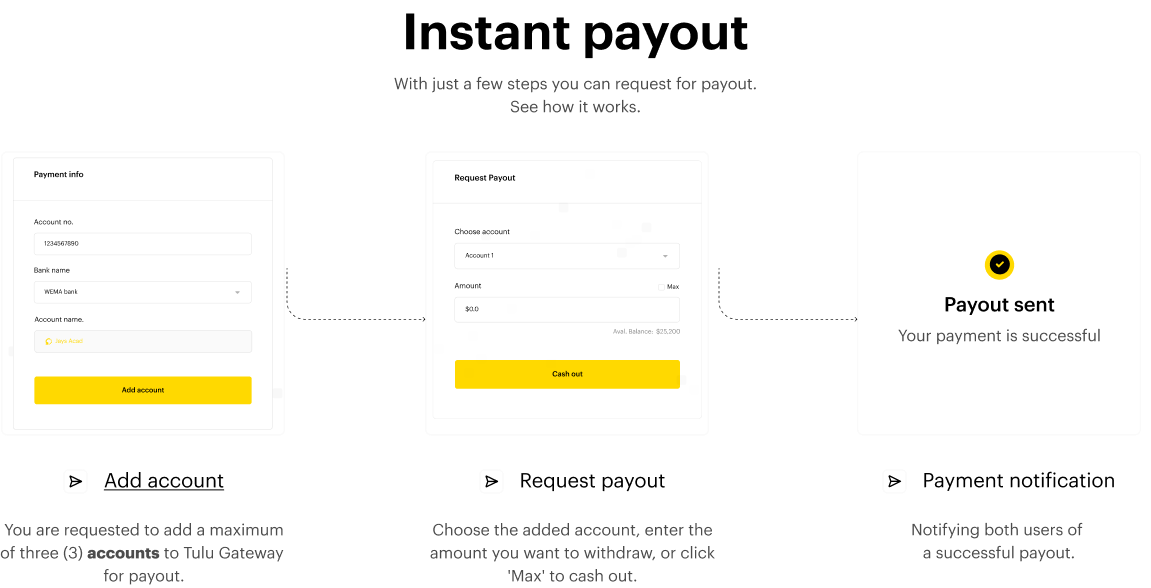 Instant payout
With just a few steps you can request for payout.
See how it works.
Payment info
Account no.
1234567890
Bank name
WEMA bank
Account name.
Add account
Request Payout
Choose account
Account 1
Amount
Max
$0.0
Aval. Balance: $25,200
Cash out
Payout sent
Your payment is successful
Add account
You are requested to add a maximum
of three (3) accounts to Tulu Gateway
for payout.
Request payout
Choose the added account, enter the
amount you want to withdraw, or click
'Max' to cash out.
Payment notification
Notifying both users of
a successful payout.